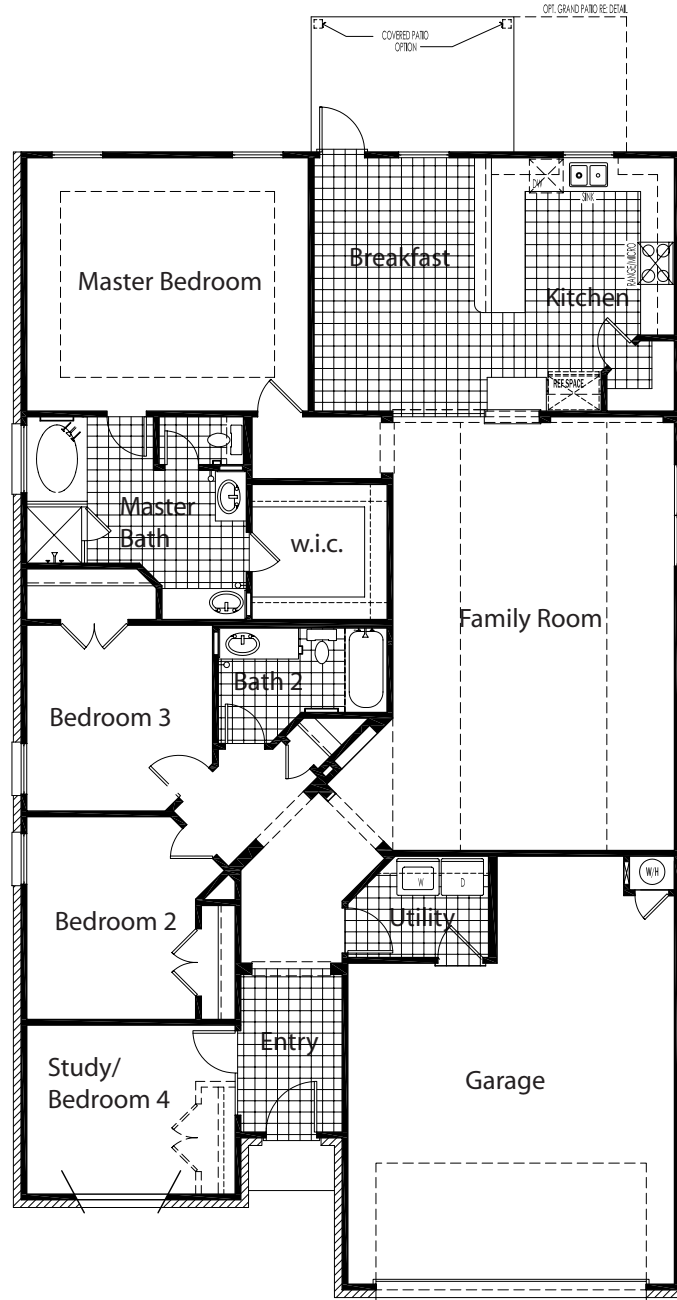 OPT. GRAND PATIO RE: DETAIL
COVERED PATIO
OPTION
DW
SINK
Master Bedroom
Breakfast
RANGE/MICRO
Kitchen
REF. SPACE
Master
Bath
w.i.c.
Family Room
Bath 2
Bedroom 3
W
D
W/H
Bedroom 2
Utility
Entry
Study/
Bedroom 4
Garage